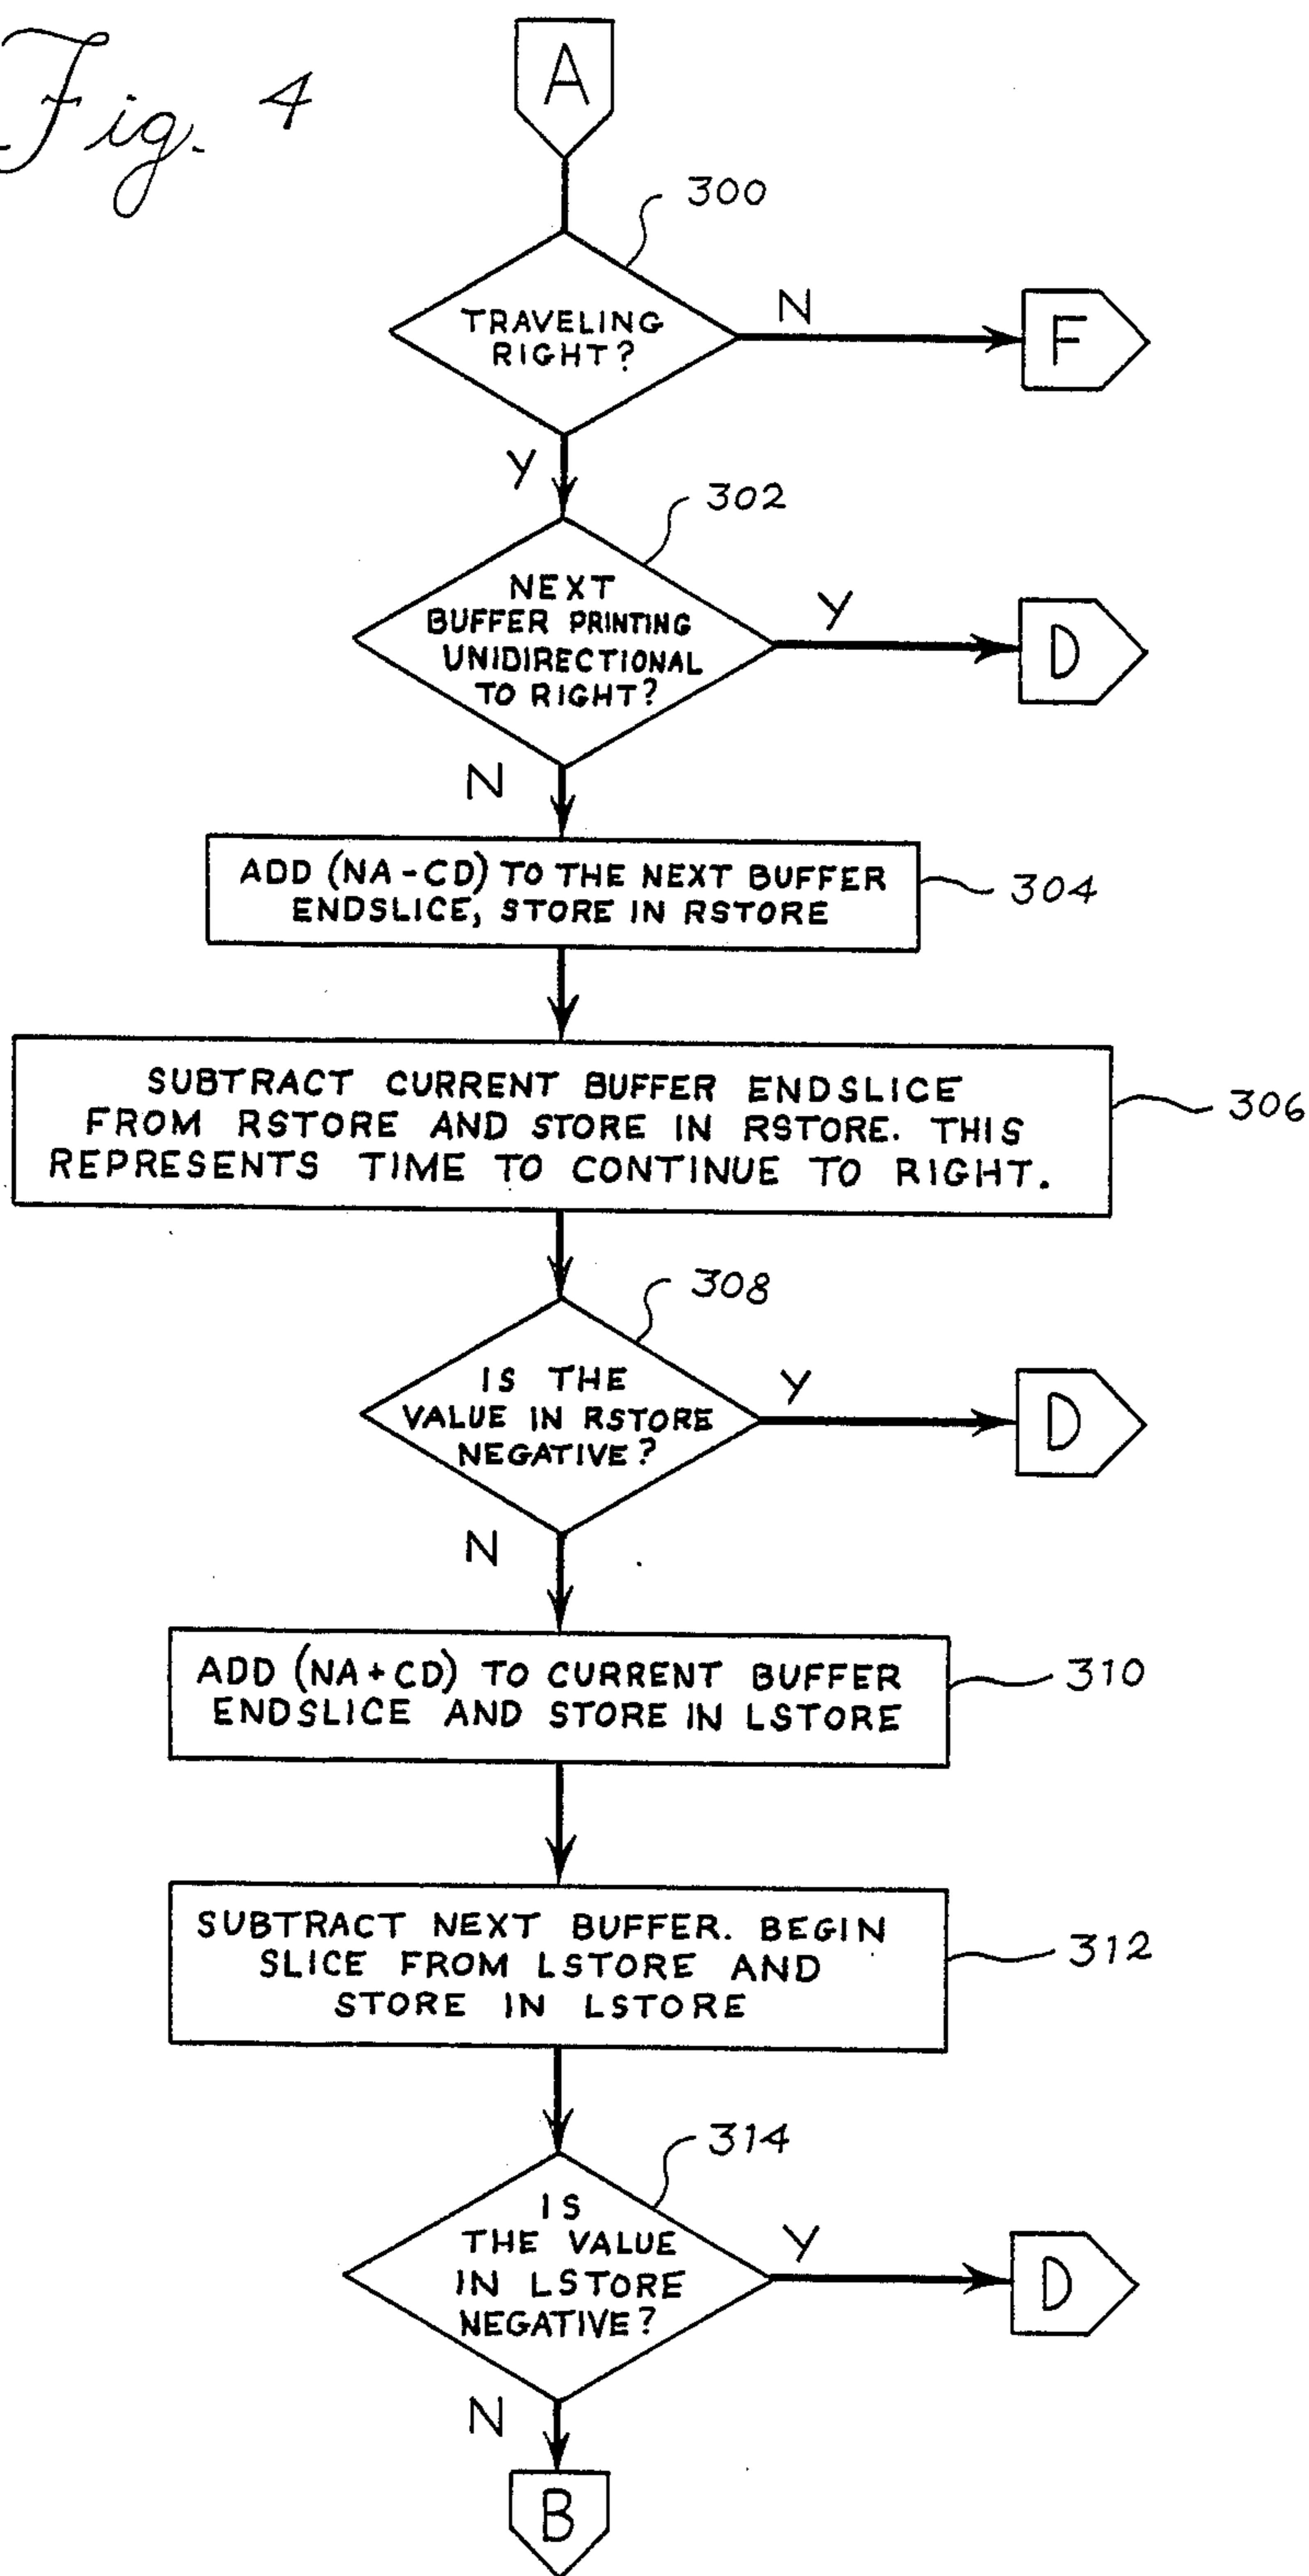 Fig. 4
A
300
TRAVELING
RIGHT?
N
F
Y
302
NEXT
BUFFER PRINTING
UNIDIRECTIONAL
TO RIGHT?
Y
D
N
ADD (NA-CD) TO THE NEXT BUFFER
ENDSLICE, STORE IN RSTORE
304
SUBTRACT CURRENT BUFFER ENDSLICE
FROM RSTORE AND STORE IN RSTORE. THIS
REPRESENTS TIME TO CONTINUE TO RIGHT.
306
308
IS THE
VALUE IN RSTORE
NEGATIVE?
Y
D
N
ADD (NA+CD) TO CURRENT BUFFER
ENDSLICE AND STORE IN LSTORE
310
SUBTRACT NEXT BUFFER. BEGIN
SLICE FROM LSTORE AND
STORE IN LSTORE
312
314
IS
THE VALUE
IN LSTORE
NEGATIVE?
Y
D
N
B